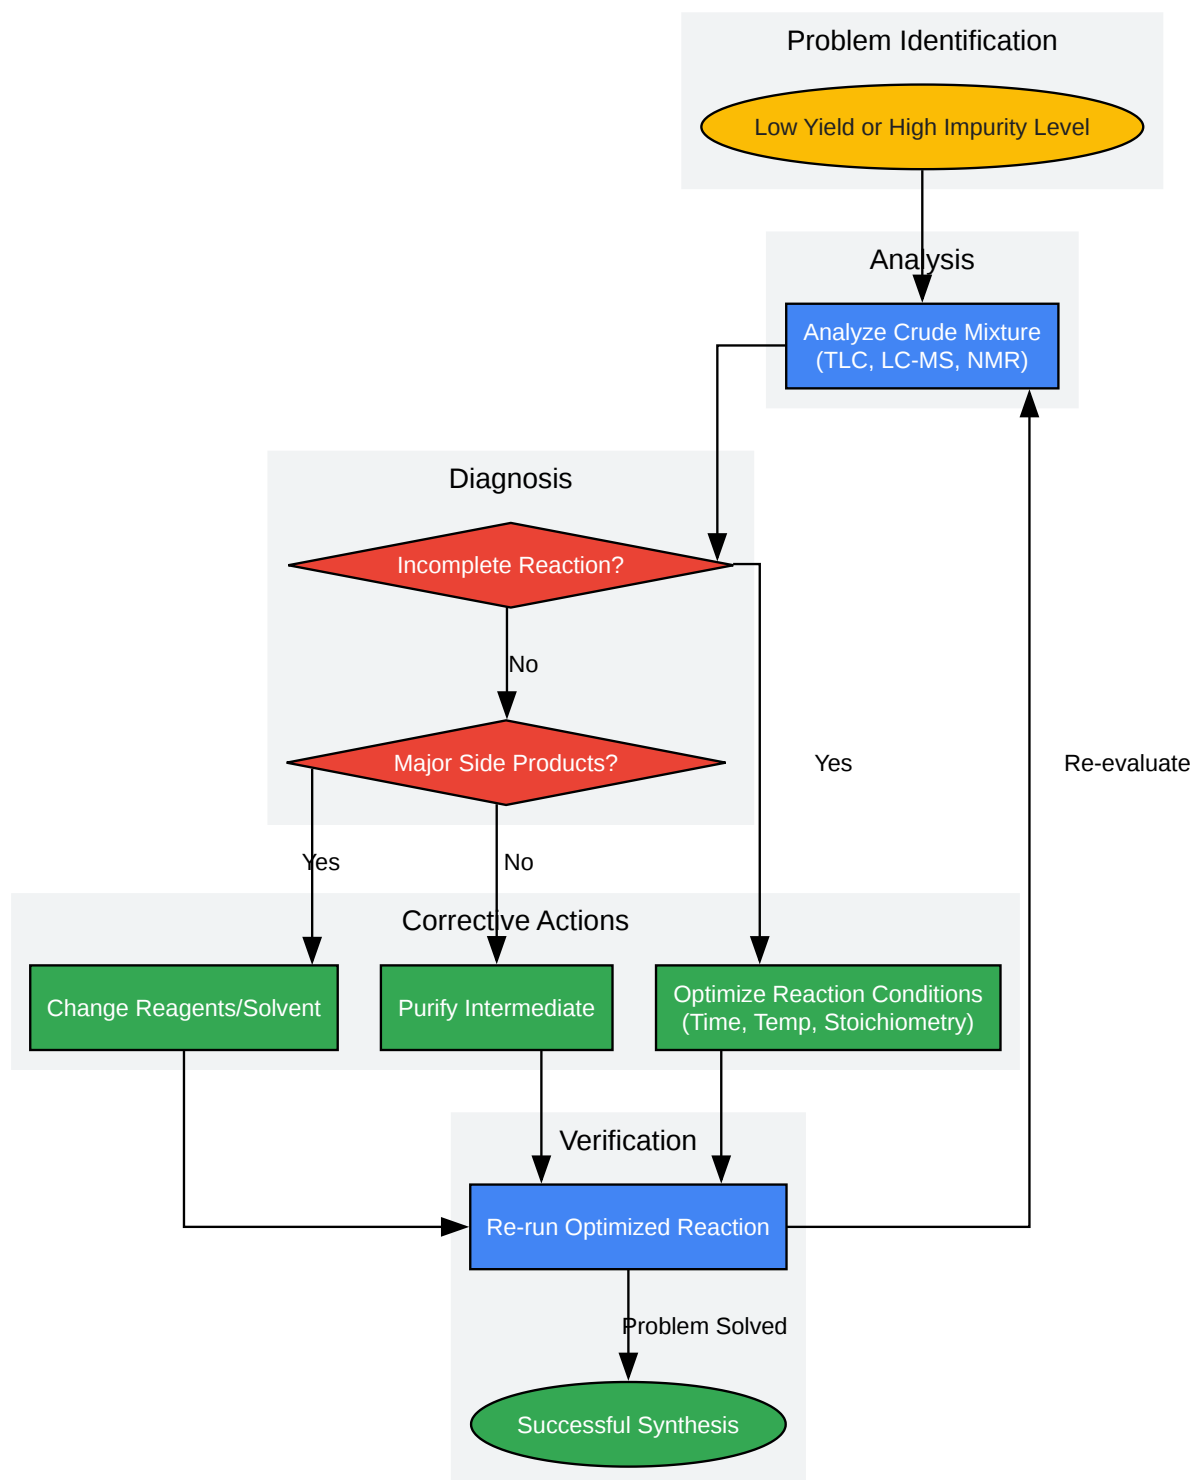 Problem Identification
Low Yield or High Impurity Level
Analysis
Analyze Crude Mixture
(TLC, LC-MS, NMR)
Diagnosis
Incomplete Reaction?
No
Major Side Products?
Yes
Re-evaluate
Yes
No
Corrective Actions
Change Reagents/Solvent
Purify Intermediate
Optimize Reaction Conditions
(Time, Temp, Stoichiometry)
Verification
Re-run Optimized Reaction
Problem Solved
Successful Synthesis